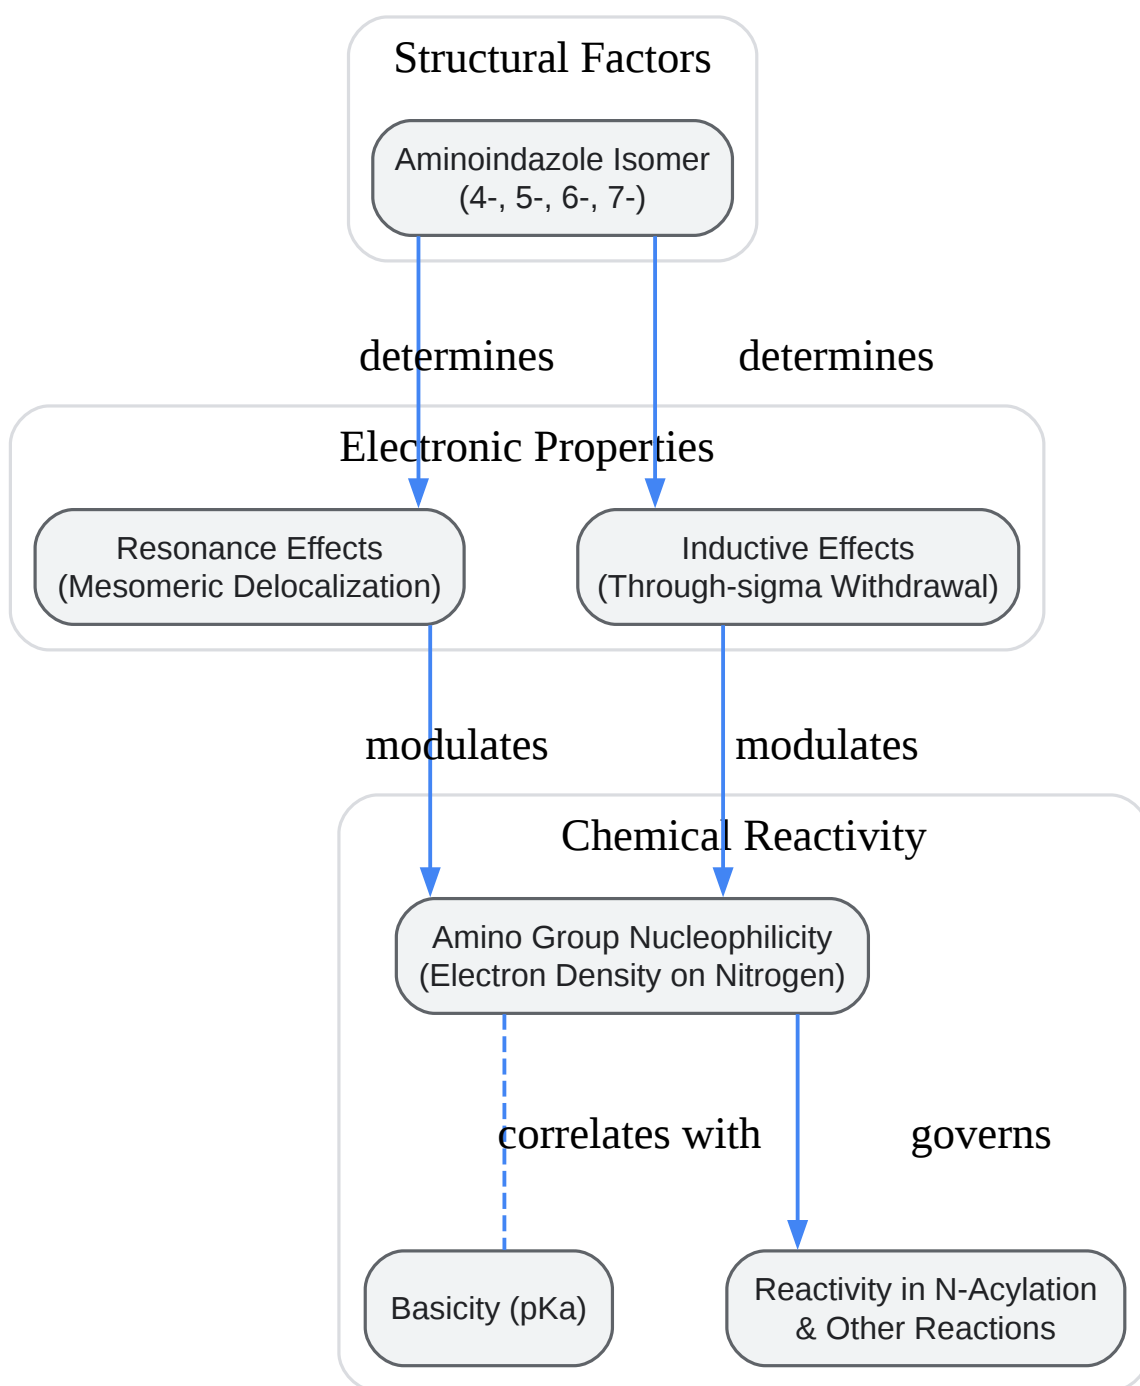 Structural Factors
Aminoindazole Isomer
(4-, 5-, 6-, 7-)
determines
determines
Electronic Properties
Resonance Effects
(Mesomeric Delocalization)
Inductive Effects
(Through-sigma Withdrawal)
modulates
modulates
Chemical Reactivity
Amino Group Nucleophilicity
(Electron Density on Nitrogen)
correlates with
governs
Basicity (pKa)
Reactivity in N-Acylation
& Other Reactions